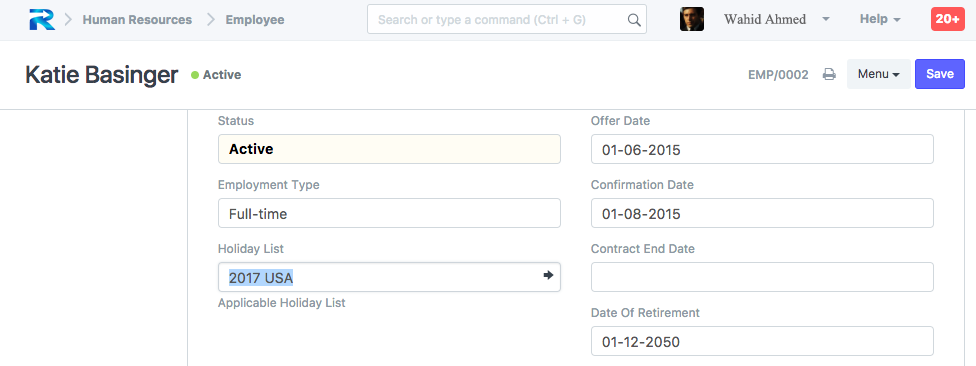 Human Resources
Employee
Search or type a command (Ctrl + G)
Wahid Ahmed
Help
20+
Katie Basinger
Active
EMP/0002
Menu
Save
Status
Active
Offer Date
01-06-2015
Employment Type
Full-time
Confirmation Date
01-08-2015
Holiday List
2017 USA
Applicable Holiday List
Contract End Date
Date Of Retirement
01-12-2050